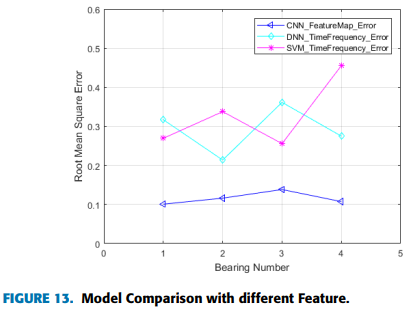 0.6
0.5
0.4
0.3
0.2
0.1
0
Root Mean Square Error
CNN_FeatureMap_Error
DNN_TimeFrequency_Error
SVM_TimeFrequency_Error
0 1 2 3 4 5
Bearing Number
FIGURE 13. Model Comparison with different Feature.